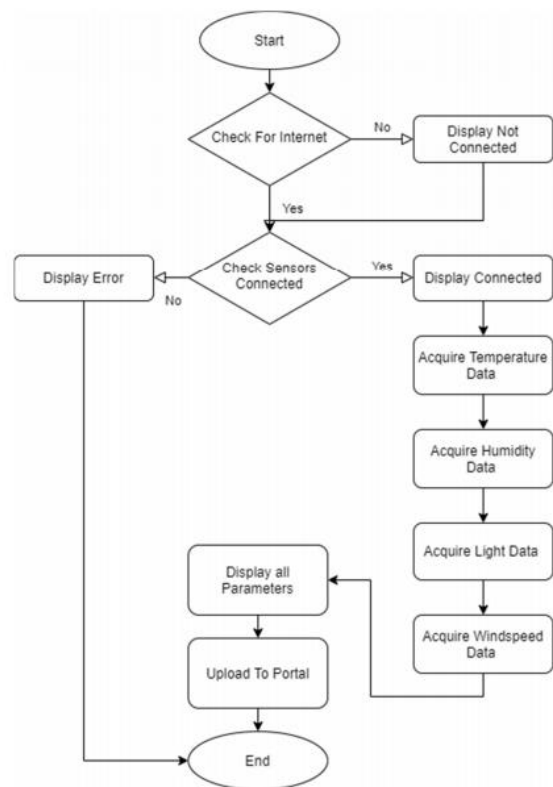 Start
Check For Internet
No
Display Not
Connected
Yes
Check Sensors
Connected
No
Display Error
Yes
Display Connected
Acquire Temperature
Data
Acquire Humidity
Data
Acquire Light Data
Acquire Windspeed
Data
Display all
Parameters
Upload To Portal
End